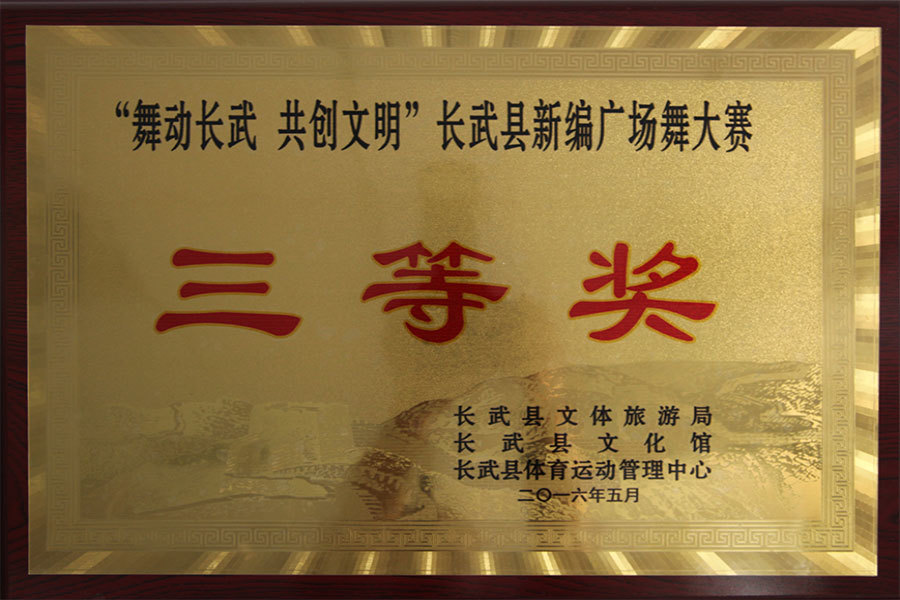 “舞动长武 共创文明”长武县新编广场舞大赛
三等奖
长武县文体旅游局
长武县文化馆
长武县体育运动管理中心
二〇一六年五月